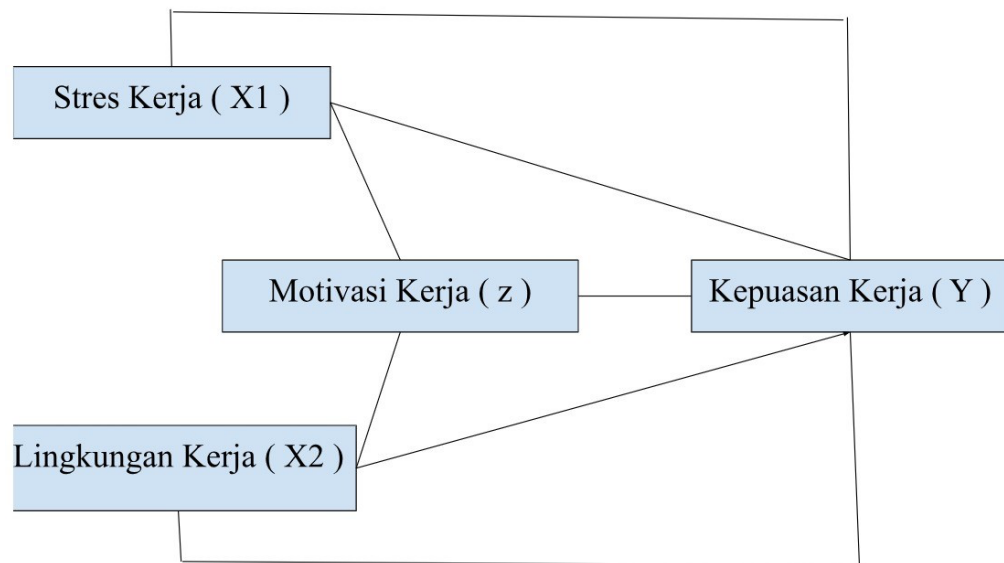 Stres Kerja ( X1 )
Motivasi Kerja ( z )
Kepuasan Kerja ( Y )
Lingkungan Kerja ( X2 )